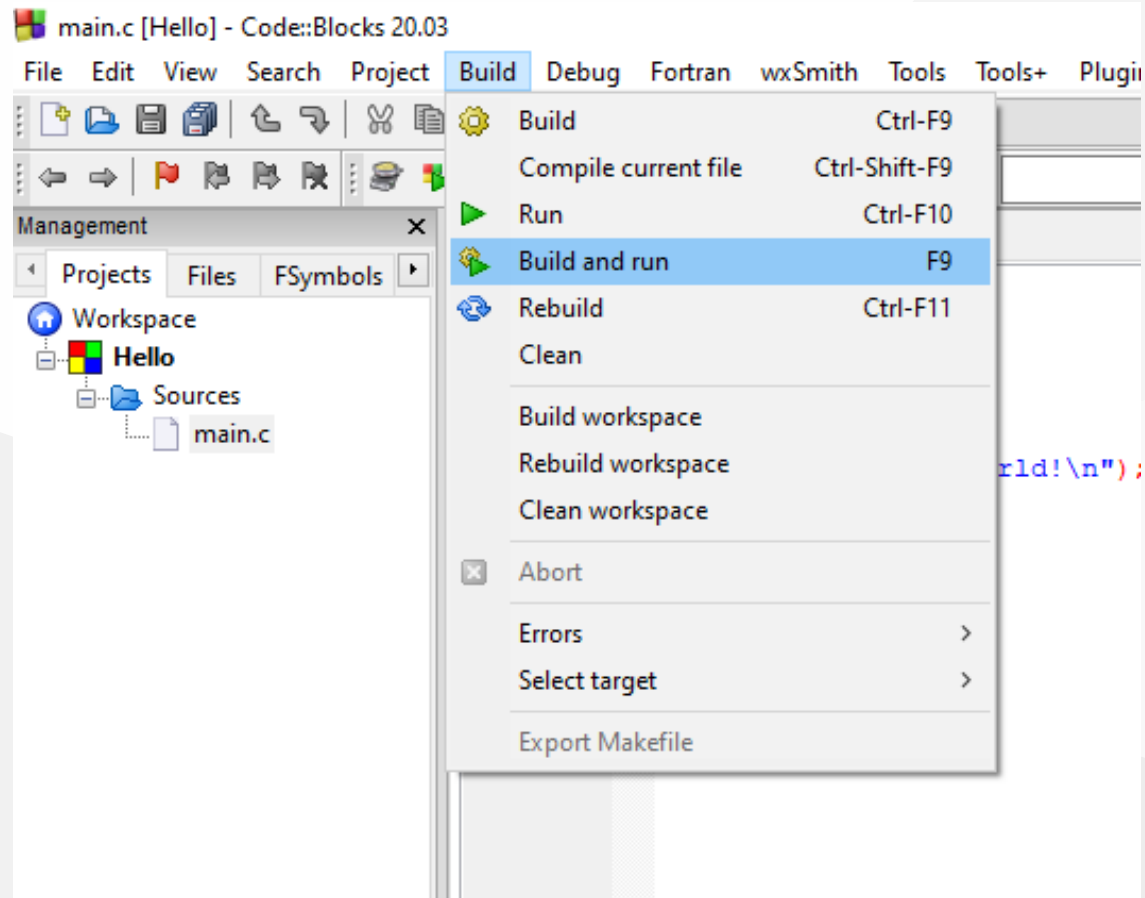 main.c [Hello] - Code::Blocks 20.03
File Edit View Search Project Build Debug Fortran wxSmith Tools Tools+
Build Ctrl-F9
Compile current file Ctrl-Shift-F9
Run Ctrl-F10
Build and run F9
Rebuild Ctrl-F11
Clean
Build workspace
Rebuild workspace
Clean workspace
Abort
Errors
Select target
Export Makefile
Management
Projects Files FSymbols
Workspace
Hello
Sources
main.c
rld!\n");